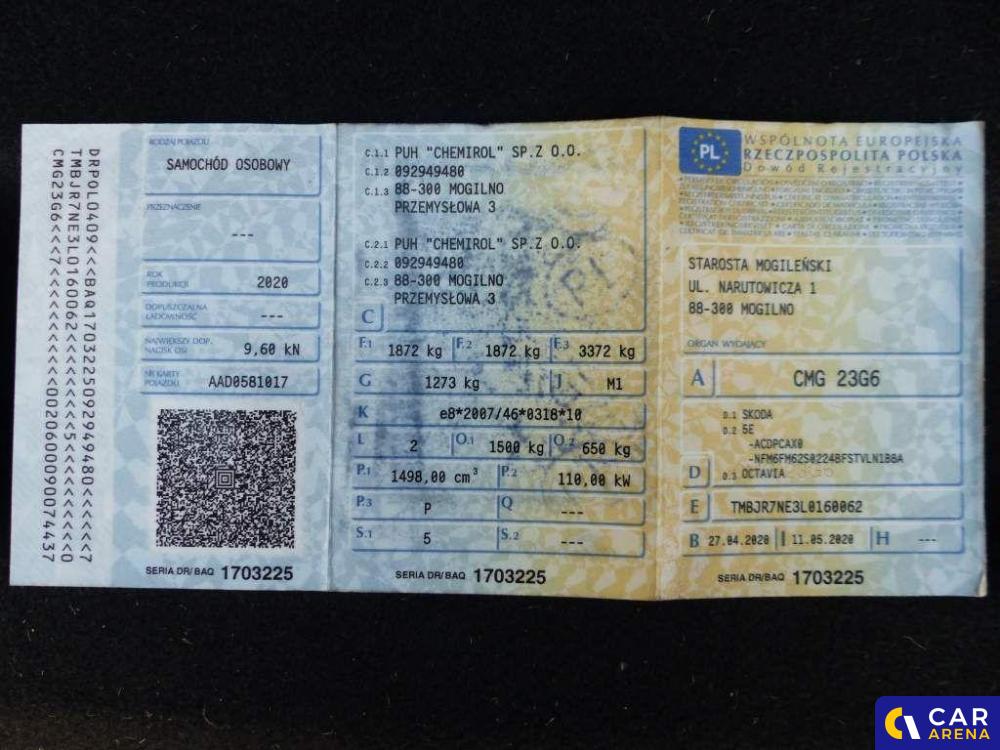 DRPOL0409<<BAQ1703225092949480<<<<<7
TMBJR7NE3L0160062<<<<<<<<<5<<<<<<<<0
CMG23G6<<<7<<<<<<<<<<0020600090074437
RODZAJ POJAZDU
SAMOCHÓD OSOBOWY
PRZEZNACZENIE
---
ROK
PRODUKCJI
2020
DOPUSZCZALNA
ŁADOWNOŚĆ
---
NAJWIĘKSZY DOP.
NACISK OSI
9,60 kN
NR KARTY
POJAZDU
AAD0581017
SERIA DR/BAQ 1703225
C.1.1 PUH "CHEMIROL" SP.Z O.O.
C.1.2 092949480
C.1.3 88-300 MOGILNO
PRZEMYSŁOWA 3
C.2.1 PUH "CHEMIROL" SP.Z O.O.
C.2.2 092949480
C.2.3 88-300 MOGILNO
PRZEMYSŁOWA 3
C
F.1 1872 kg F.2 1872 kg F.3 3372 kg
G 1273 kg J M1
K e8*2007/46*0318*10
L 2 O.1 1500 kg O.2 650 kg
P.1 1498,00 cm³ P.2 110,00 kW
P.3 P Q ---
S.1 5 S.2 ---
SERIA DR/BAQ 1703225
PL
WSPÓLNOTA EUROPEJSKA
RZECZPOSPOLITA POLSKA
Dowód Rejestracyjny
STAROSTA MOGILEŃSKI
UL. NARUTOWICZA 1
88-300 MOGILNO
ORGAN WYDAJĄCY
A CMG 23G6
D.1 SKODA
D.2 5E
-ACDPCAX0
-NFM6FM62S0224BFSTVLN1B8A
D D.3 OCTAVIA
E TMBJR7NE3L0160062
B 27.04.2020 I 11.05.2020 H ---
SERIA DR/BAQ 1703225
CAR
ARENA